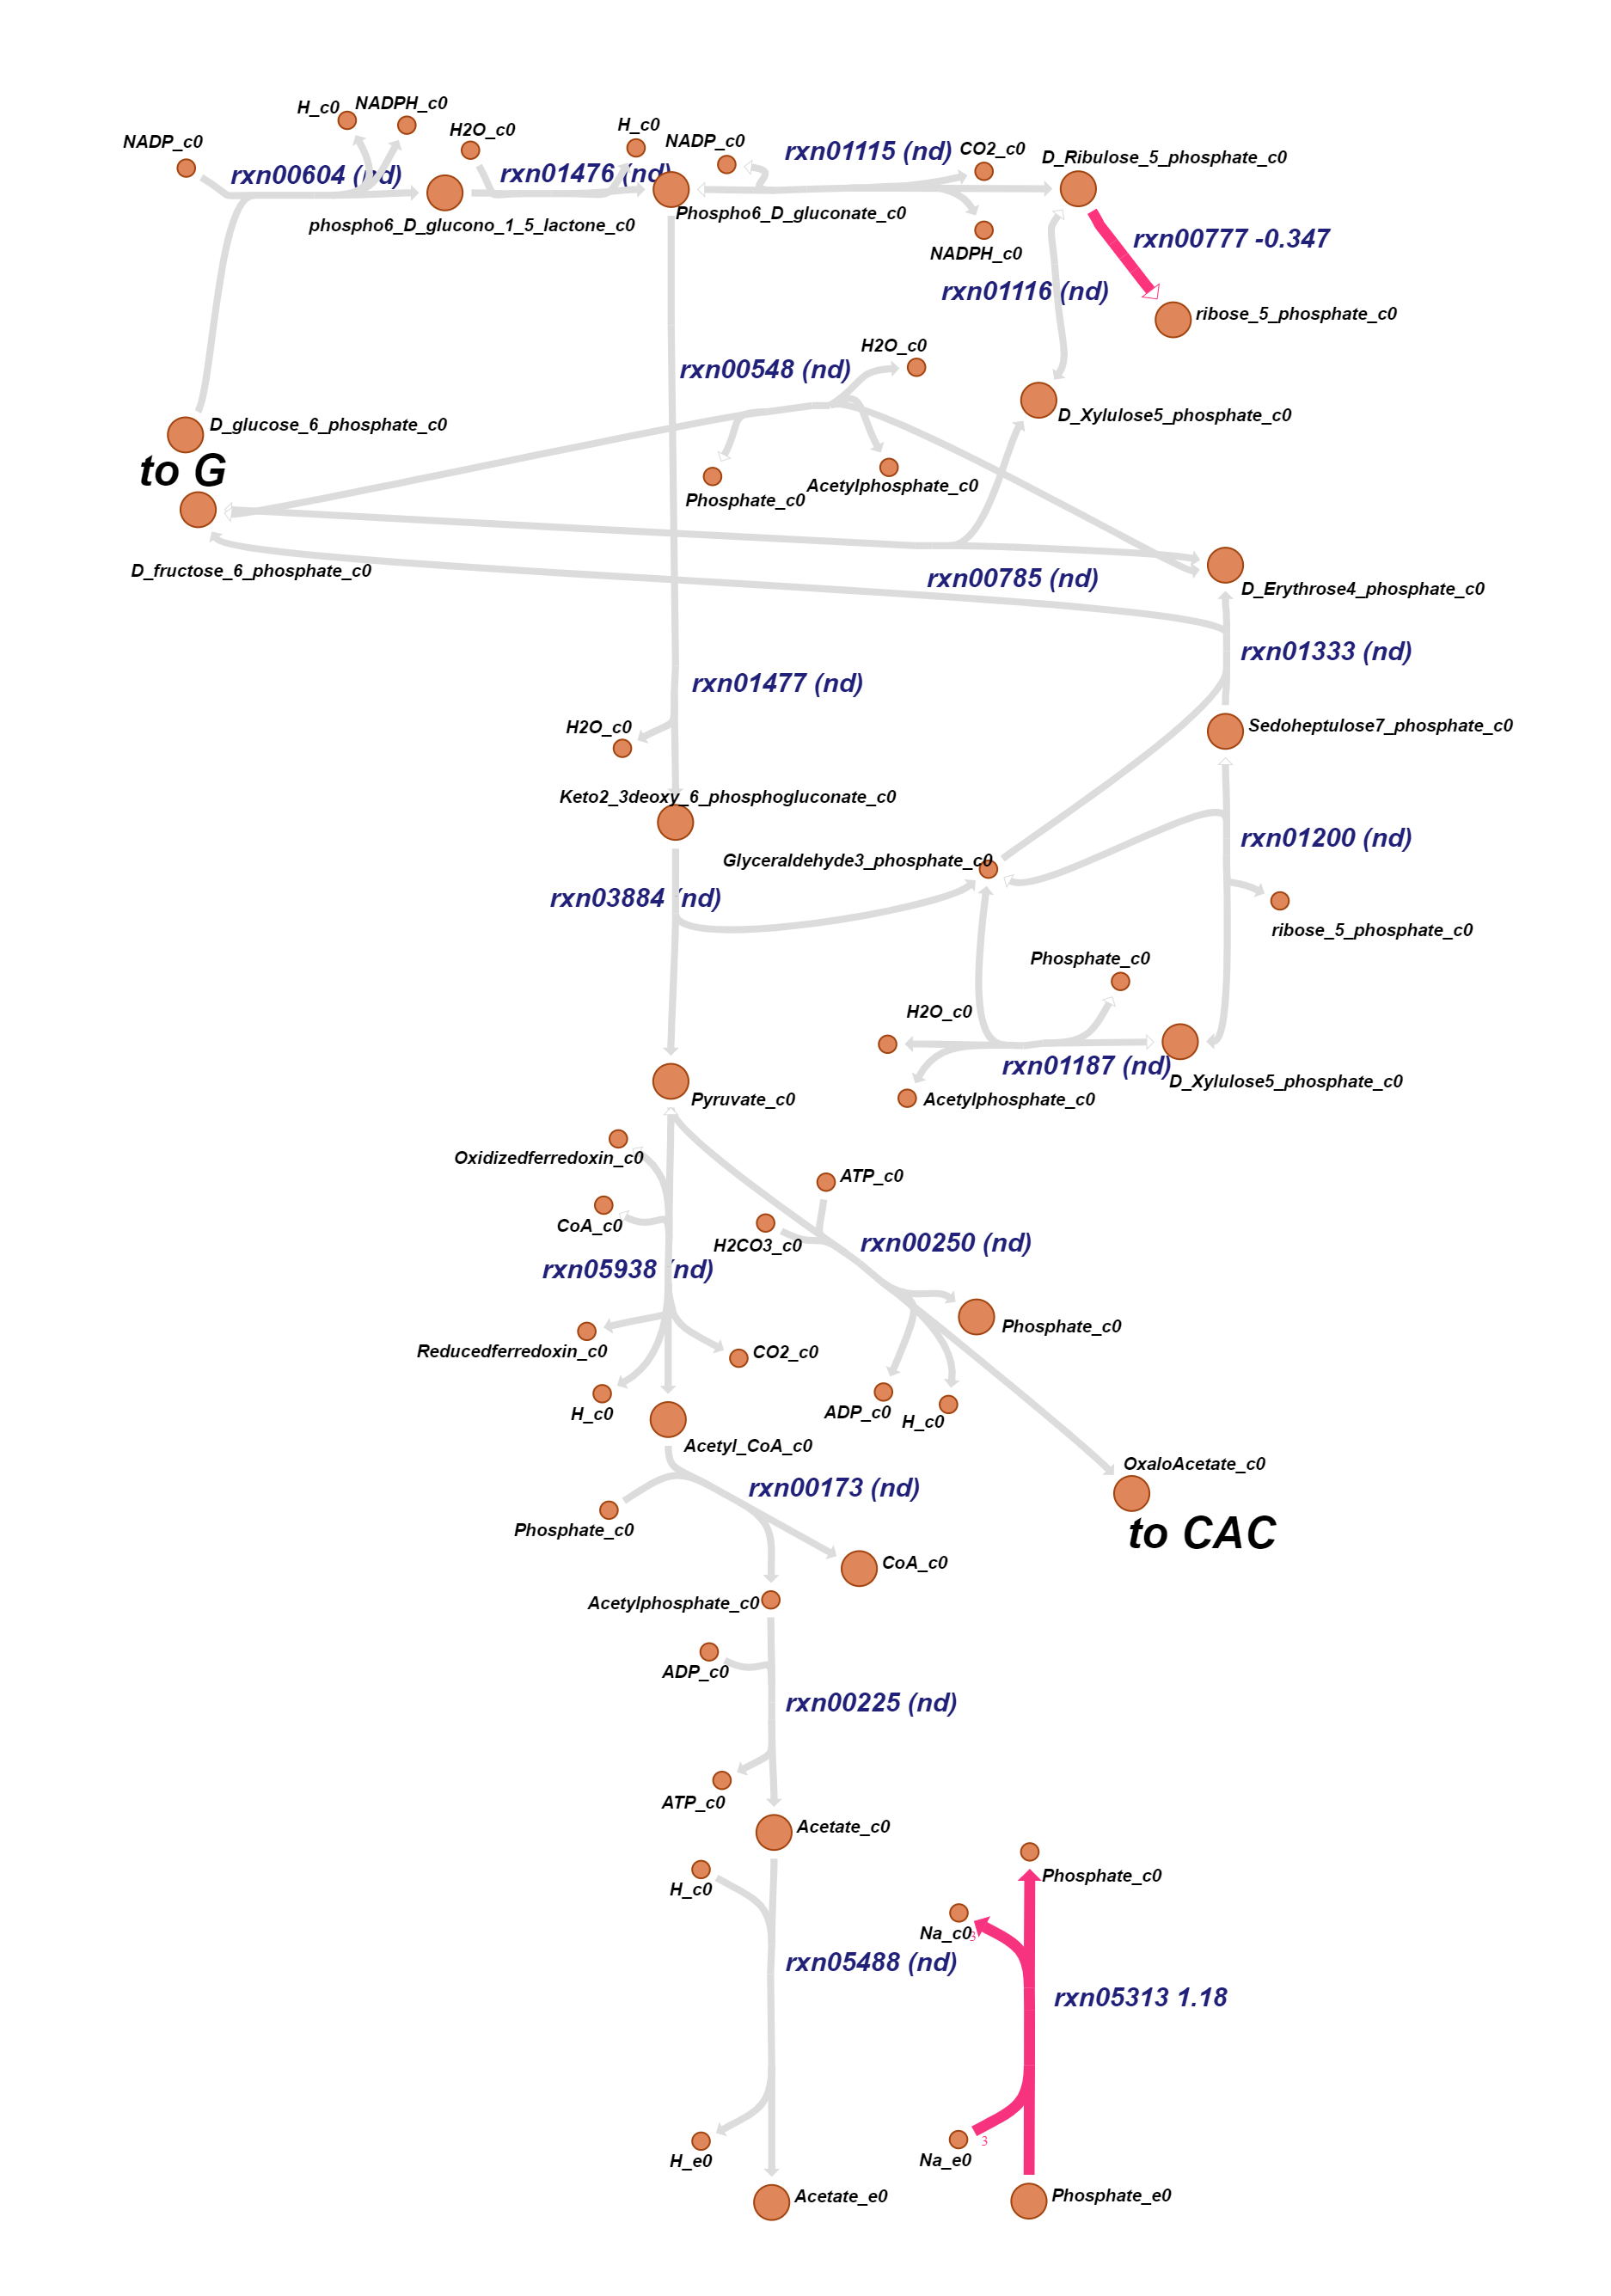 H_c0
NADPH_c0
NADP_c0
H2O_c0
H_c0
NADP_c0
rxn01115 (nd)
CO2_c0
D_Ribulose_5_phosphate_c0
rxn00604 (nd)
rxn01476 (nd)
phospho6_D_glucono_1_5_lactone_c0
Phospho6_D_gluconate_c0
NADPH_c0
rxn00777 -0.347
rxn01116 (nd)
ribose_5_phosphate_c0
H2O_c0
rxn00548 (nd)
D_Xylulose5_phosphate_c0
D_glucose_6_phosphate_c0
to G
Phosphate_c0
Acetylphosphate_c0
D_fructose_6_phosphate_c0
rxn00785 (nd)
D_Erythrose4_phosphate_c0
rxn01333 (nd)
rxn01477 (nd)
H2O_c0
Sedoheptulose7_phosphate_c0
Keto2_3deoxy_6_phosphogluconate_c0
rxn01200 (nd)
Glyceraldehyde3_phosphate_c0
rxn03884 (nd)
ribose_5_phosphate_c0
Phosphate_c0
H2O_c0
rxn01187 (nd)
D_Xylulose5_phosphate_c0
Pyruvate_c0
Acetylphosphate_c0
Oxidizedferredoxin_c0
ATP_c0
CoA_c0
H2CO3_c0
rxn00250 (nd)
rxn05938 (nd)
Phosphate_c0
Reducedferredoxin_c0
CO2_c0
H_c0
ADP_c0
H_c0
Acetyl_CoA_c0
OxaloAcetate_c0
rxn00173 (nd)
Phosphate_c0
to CAC
CoA_c0
Acetylphosphate_c0
ADP_c0
rxn00225 (nd)
ATP_c0
Acetate_c0
Phosphate_c0
H_c0
Na_c0
3
rxn05488 (nd)
rxn05313 1.18
3
H_e0
Na_e0
Acetate_e0
Phosphate_e0